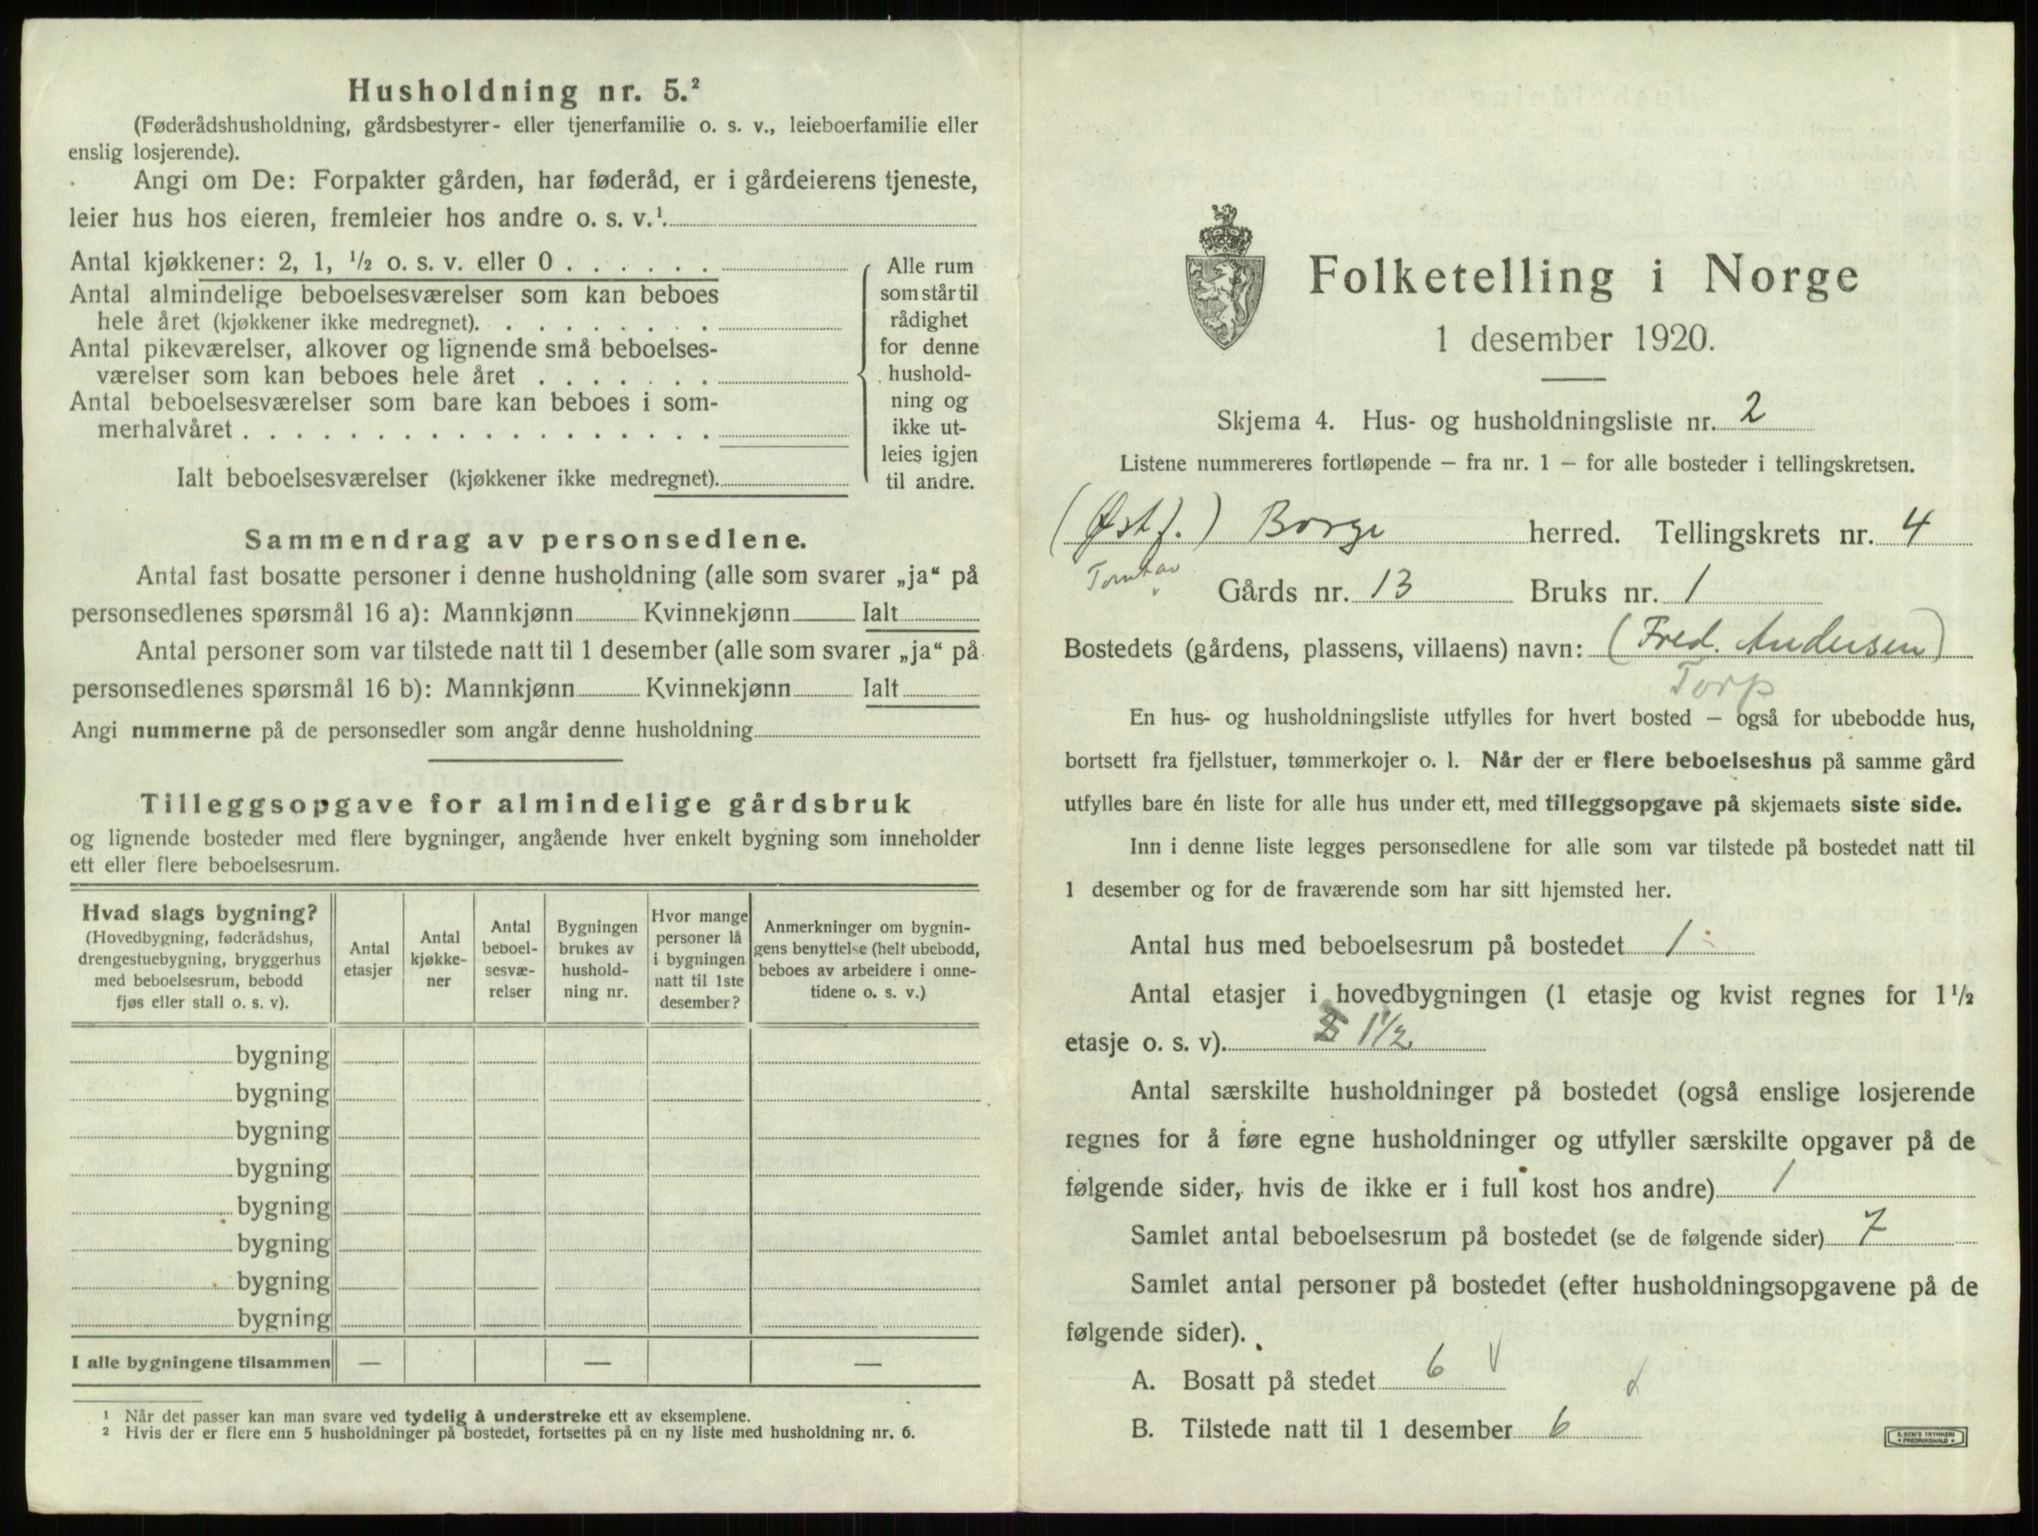 Husholdning nr. 5.²
(Føderådshusholdning, gårdsbestyrer- eller tjenerfamilie o. s. v., leieboerfamilie eller
enslig losjerende).
Angi om De: Forpakter gården, har føderåd, er i gårdeierens tjeneste,
leier hus hos eieren, fremleier hos andre o. s. v.¹
Antal kjøkkener: 2, 1, ½ o. s. v. eller 0 . . . . . .
Antal almindelige beboelsesværelser som kan beboes
hele året (kjøkkener ikke medregnet). . . . . . . . .
Antal pikeværelser, alkover og lignende små beboelses-
værelser som kan beboes hele året . . . . . . .
Antal beboelsesværelser som bare kan beboes i som-
merhalvåret . . . . . . . . . . . . . . . . . .
Ialt beboelsesværelser (kjøkkener ikke medregnet).
Alle rum
som står til
rådighet
for denne
hushold-
ning og
ikke ut-
leies igjen
til andre.
Sammendrag av personsedlene.
Antal fast bosatte personer i denne husholdning (alle som svarer „ja“ på
personsedlenes spørsmål 16 a): Mannkjønn Kvinnekjønn Ialt
Antal personer som var tilstede natt til 1 desember (alle som svarer „ja“ på
personsedlenes spørsmål 16 b): Mannkjønn Kvinnekjønn Ialt
Angi nummerne på de personsedler som angår denne husholdning
Tilleggsopgave for almindelige gårdsbruk
og lignende bosteder med flere bygninger, angående hver enkelt bygning som inneholder
ett eller flere beboelsesrum.
Hvad slags bygning?
(Hovedbygning, føderådshus,
drengestuebygning, bryggerhus
med beboelsesrum, bebodd
fjøs eller stall o. s. v).
Antal
etasjer
Antal
kjøkke-
ner
Antal
beboel-
sesvæ-
relser
Bygningen
brukes av
hushold-
ning nr.
Hvor mange
personer lå
i bygningen
natt til 1ste
desember?
Anmerkninger om bygnin-
gens benyttelse (helt ubebodd,
beboes av arbeidere i onne-
tidene o. s. v.)
bygning
bygning
bygning
bygning
bygning
bygning
bygning
bygning
I alle bygningene tilsammen — — —
¹ Når det passer kan man svare ved tydelig å understreke ett av eksemplene.
² Hvis der er flere enn 5 husholdninger på bostedet, fortsettes på en ny liste med husholdning nr. 6.
Folketelling i Norge
1 desember 1920.
Skjema 4. Hus- og husholdningsliste nr. 2
Listene nummereres fortløpende — fra nr. 1 — for alle bosteder i tellingskretsen.
(Østf.) Borge herred. Tellingskrets nr. 4
Gårds nr. 13 Bruks nr. 1
Bostedets (gårdens, plassens, villaens) navn: (Fred. Andersen)
Torp
En hus- og husholdningsliste utfylles for hvert bosted — også for ubebodde hus,
bortsett fra fjellstuer, tømmerkojer o. l. Når der er flere beboelseshus på samme gård
utfylles bare én liste for alle hus under ett, med tilleggsopgave på skjemaets siste side.
Inn i denne liste legges personsedlene for alle som var tilstede på bostedet natt til
1 desember og for de fraværende som har sitt hjemsted her.
Antal hus med beboelsesrum på bostedet 1
Antal etasjer i hovedbygningen (1 etasje og kvist regnes for 1½
etasje o. s. v). 1½
Antal særskilte husholdninger på bostedet (også enslige losjerende
regnes for å føre egne husholdninger og utfyller særskilte opgaver på de
følgende sider, hvis de ikke er i full kost hos andre) 1
Samlet antal beboelsesrum på bostedet (se de følgende sider) 7
Samlet antal personer på bostedet (efter husholdningsopgavene på de
følgende sider).
A. Bosatt på stedet 6
B. Tilstede natt til 1 desember 6